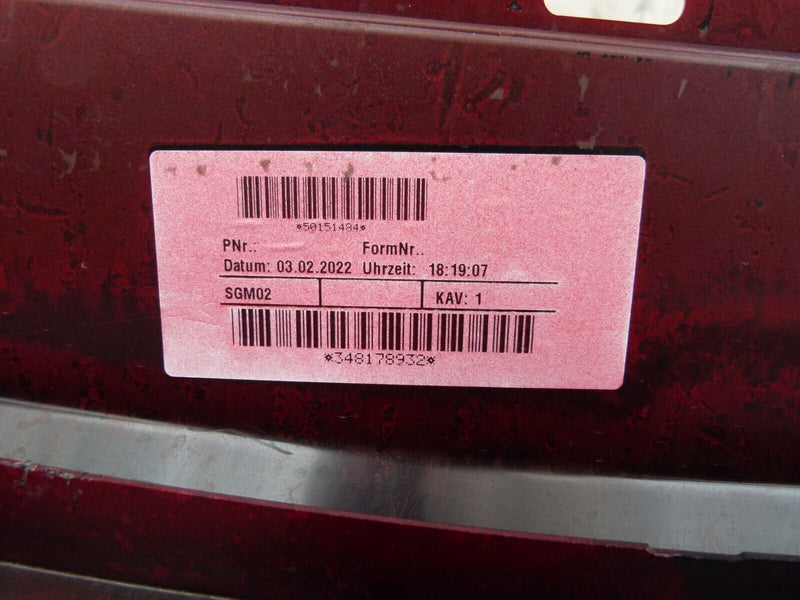 *50151484*
PNr.: FormNr.:
Datum: 03.02.2022 Uhrzeit: 18:19:07
SGM02 KAV: 1
*348178932*